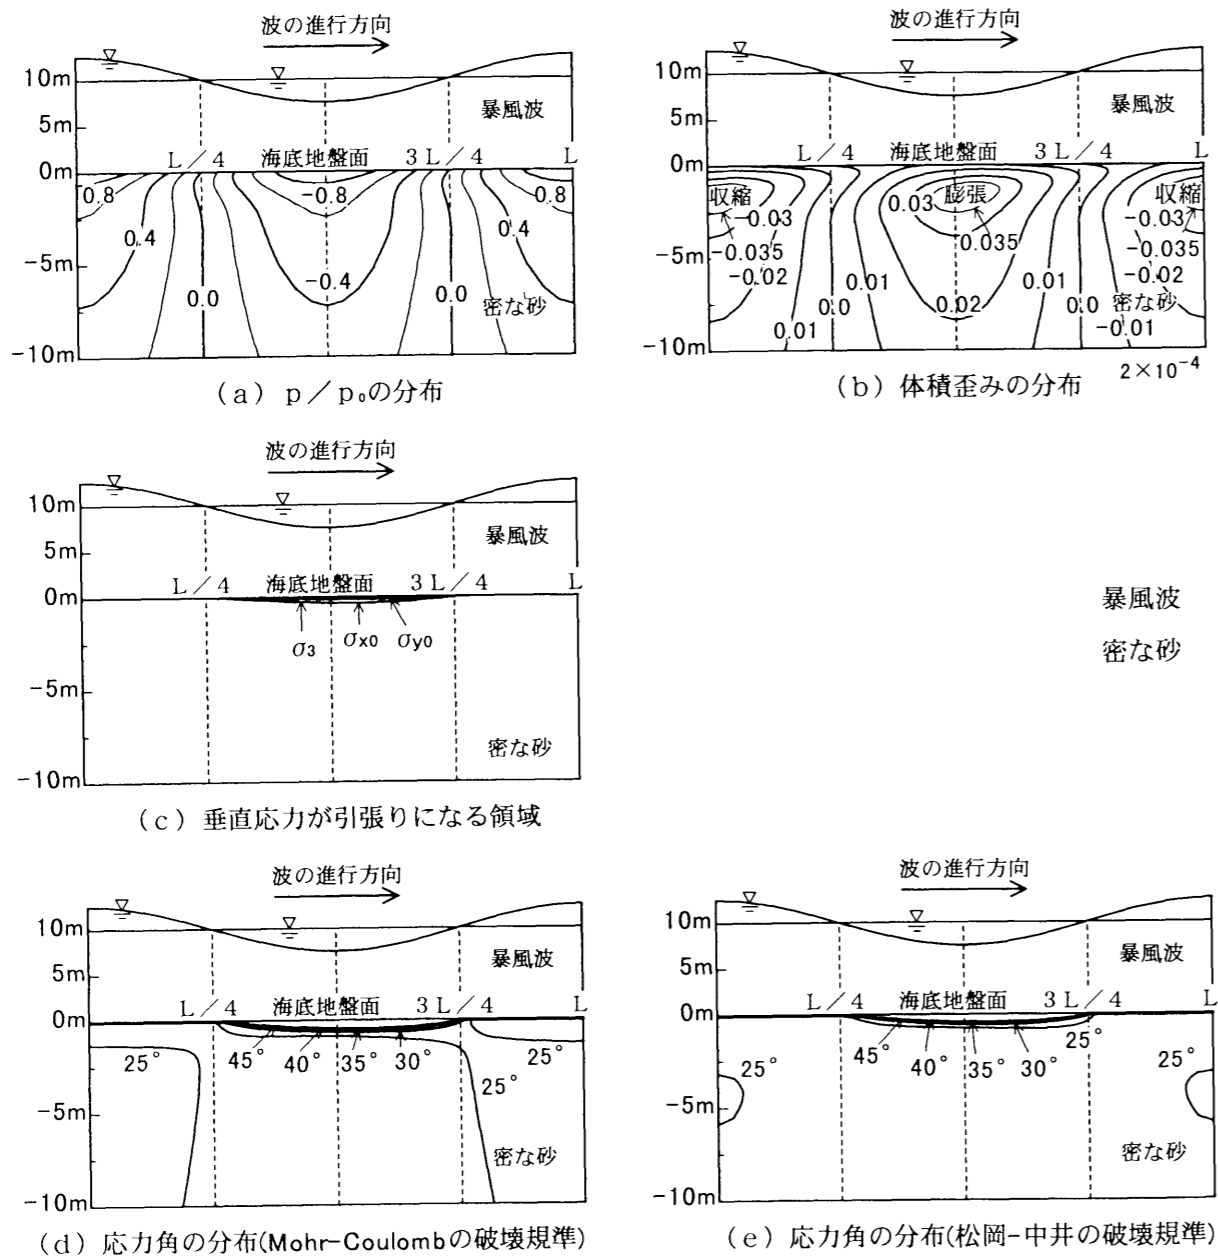 波の進行方向
10m
5m
0m
-5m
-10m
暴風波
L／4
海底地盤面
3L／4
L
0.8
-0.8
0.8
0.4
0.4
-0.4
0.0
0.0
密な砂
(a) p／p₀の分布
波の進行方向
10m
5m
0m
-5m
-10m
暴風波
L／4
海底地盤面
3L／4
L
収縮
膨張
収縮
-0.03
0.03
-0.03
-0.035
0.035
-0.035
-0.02
-0.02
0.01
0.01
0.0
0.02
0.0
密な砂
0.01
-0.01
2×10⁻⁴
(b) 体積歪みの分布
波の進行方向
10m
5m
0m
-5m
-10m
暴風波
L／4
海底地盤面
3L／4
L
σ3
σx0
σy0
密な砂
(c) 垂直応力が引張りになる領域
暴風波
密な砂
波の進行方向
10m
5m
0m
-5m
-10m
暴風波
L／4
海底地盤面
3L／4
L
25°
45°
40°
35°
30°
25°
25°
密な砂
(d) 応力角の分布(Mohr-Coulombの破壊規準)
波の進行方向
10m
5m
0m
-5m
-10m
暴風波
L／4
海底地盤面
3L／4
L
25°
45°
40°
35°
30°
25°
25°
密な砂
(e) 応力角の分布(松岡-中井の破壊規準)